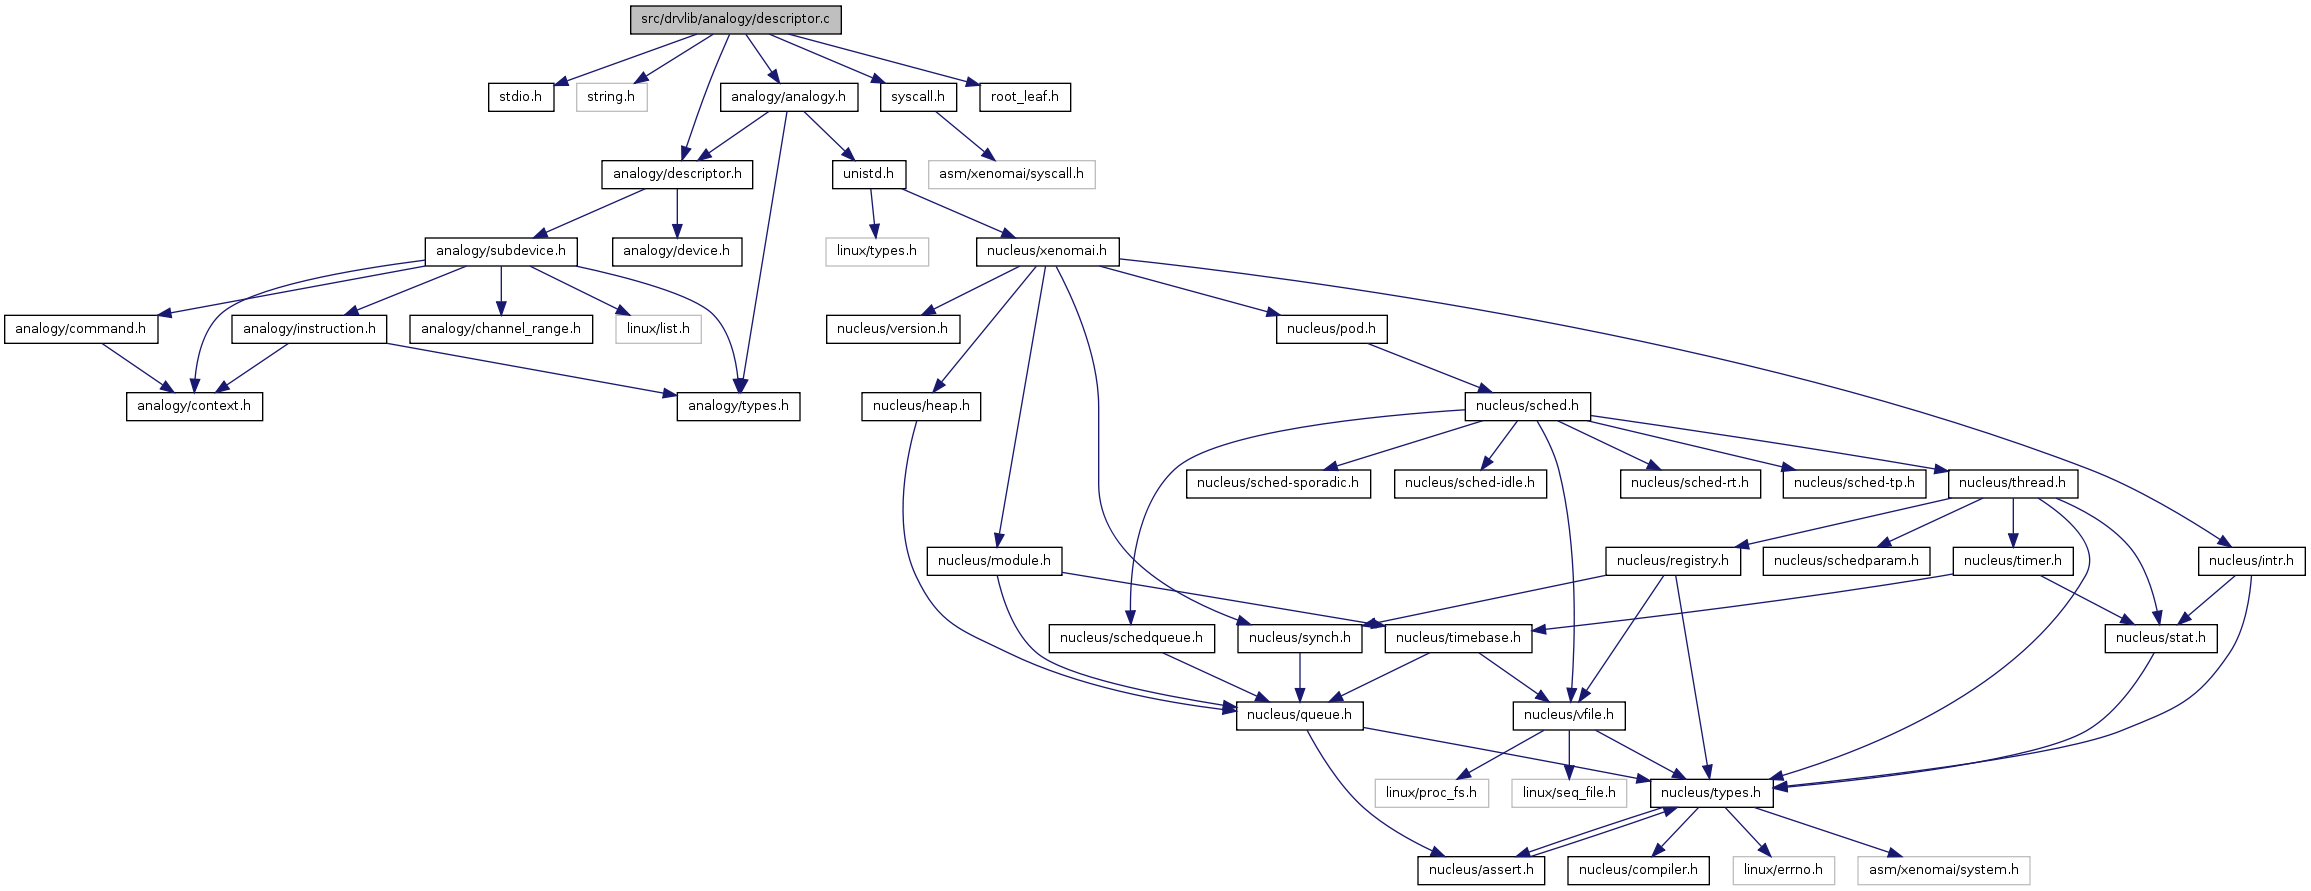 src/drvlib/analogy/descriptor.c
stdio.h
string.h
analogy/analogy.h
syscall.h
root_leaf.h
analogy/descriptor.h
unistd.h
asm/xenomai/syscall.h
analogy/subdevice.h
analogy/device.h
linux/types.h
nucleus/xenomai.h
analogy/command.h
analogy/instruction.h
analogy/channel_range.h
linux/list.h
nucleus/version.h
nucleus/pod.h
analogy/context.h
analogy/types.h
nucleus/heap.h
nucleus/sched.h
nucleus/sched-sporadic.h
nucleus/sched-idle.h
nucleus/sched-rt.h
nucleus/sched-tp.h
nucleus/thread.h
nucleus/module.h
nucleus/registry.h
nucleus/schedparam.h
nucleus/timer.h
nucleus/intr.h
nucleus/schedqueue.h
nucleus/synch.h
nucleus/timebase.h
nucleus/stat.h
nucleus/queue.h
nucleus/vfile.h
linux/proc_fs.h
linux/seq_file.h
nucleus/types.h
nucleus/assert.h
nucleus/compiler.h
linux/errno.h
asm/xenomai/system.h